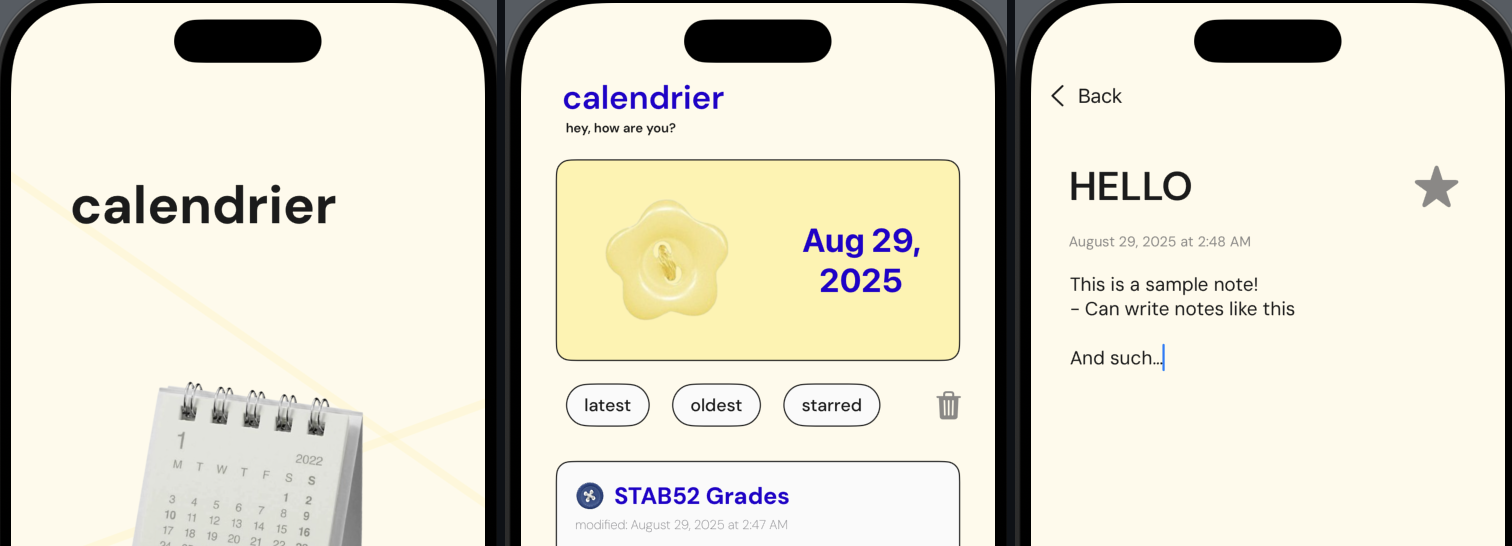 calendrier
1
2022
M T W T F S S
1 2
3 4 5 6 7 8 9
10 11 12 13 14 15 16
17 18 19 20 21 22 23
calendrier
hey, how are you?
Aug 29,
2025
latest
oldest
starred
STAB52 Grades
modified: August 29, 2025 at 2:47 AM
Back
HELLO
August 29, 2025 at 2:48 AM
This is a sample note!
- Can write notes like this
And such...